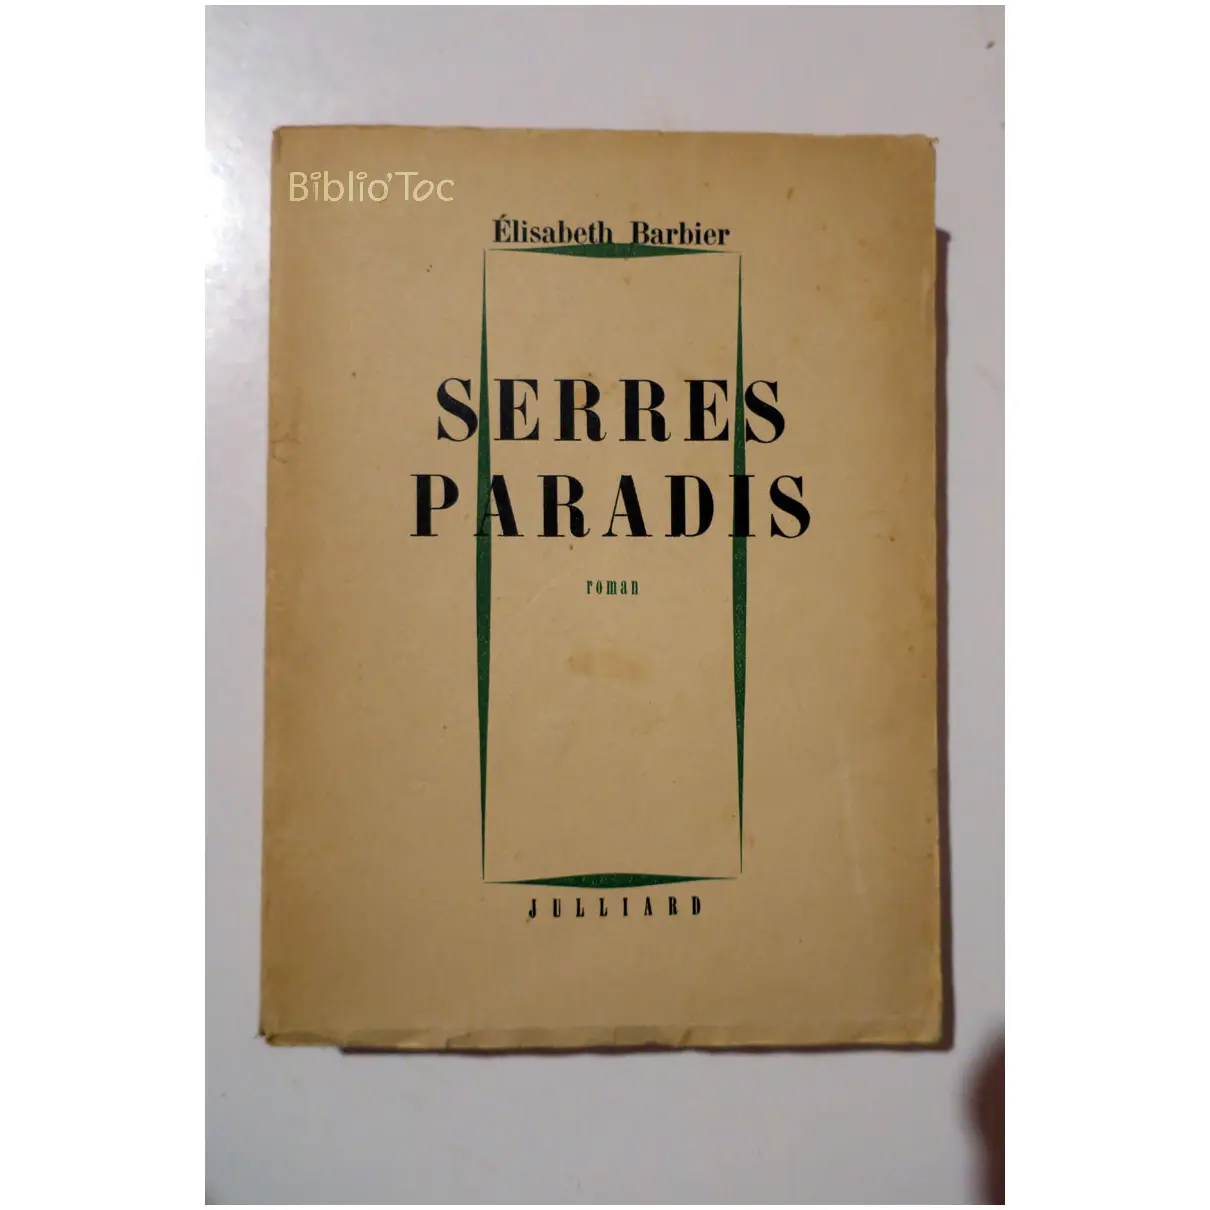 Biblio'Toc
Élisabeth Barbier
SERRES
PARADIS
roman
JULLIARD